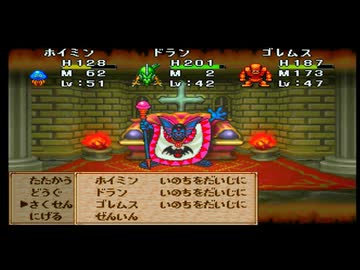 ホイミン ドラン ゴレムス
H128 H201 H187
M 62 M 2 M173
Lv:51 Lv:42 Lv:47
たたかう ホイミン いのちをだいじに
どうぐ ドラン いのちをだいじに
▶さくせん ゴレムス いのちをだいじに
にげる ぜんいん